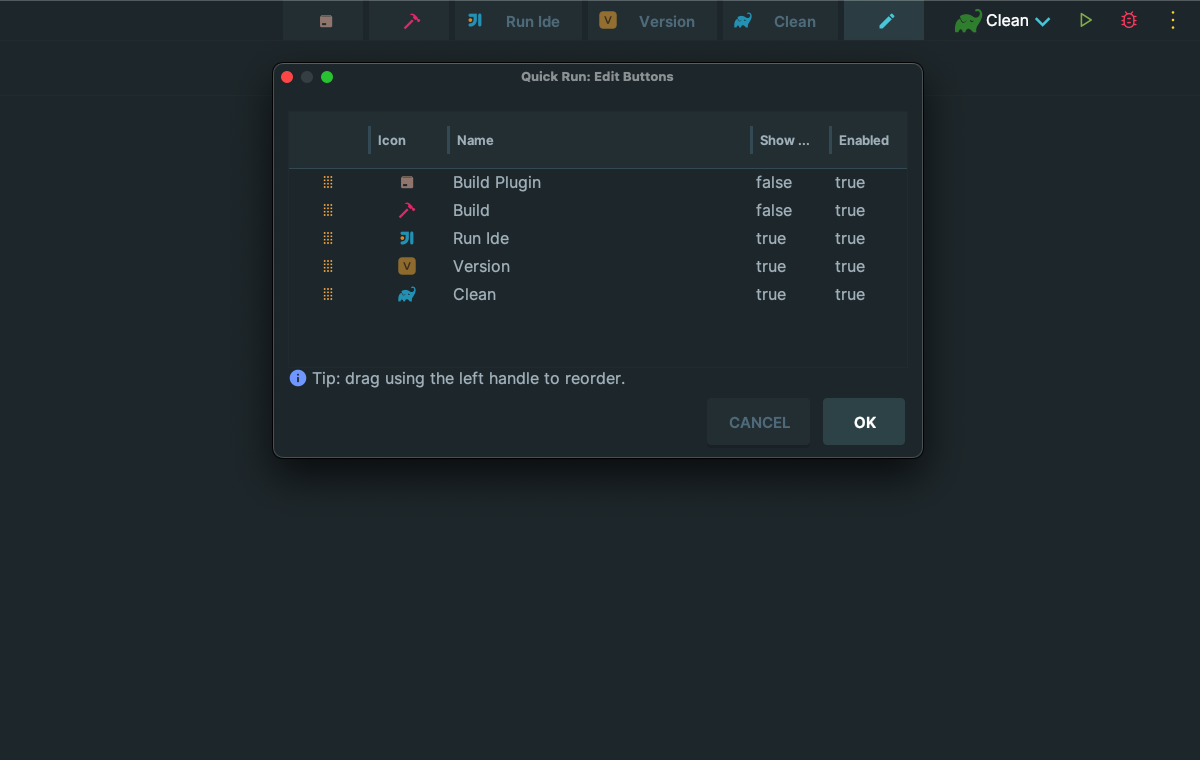 Run Ide V Version Clean Clean
Quick Run: Edit Buttons
Icon Name Show ... Enabled
Build Plugin false true
Build false true
Run Ide true true
V Version true true
Clean true true
Tip: drag using the left handle to reorder.
CANCEL OK